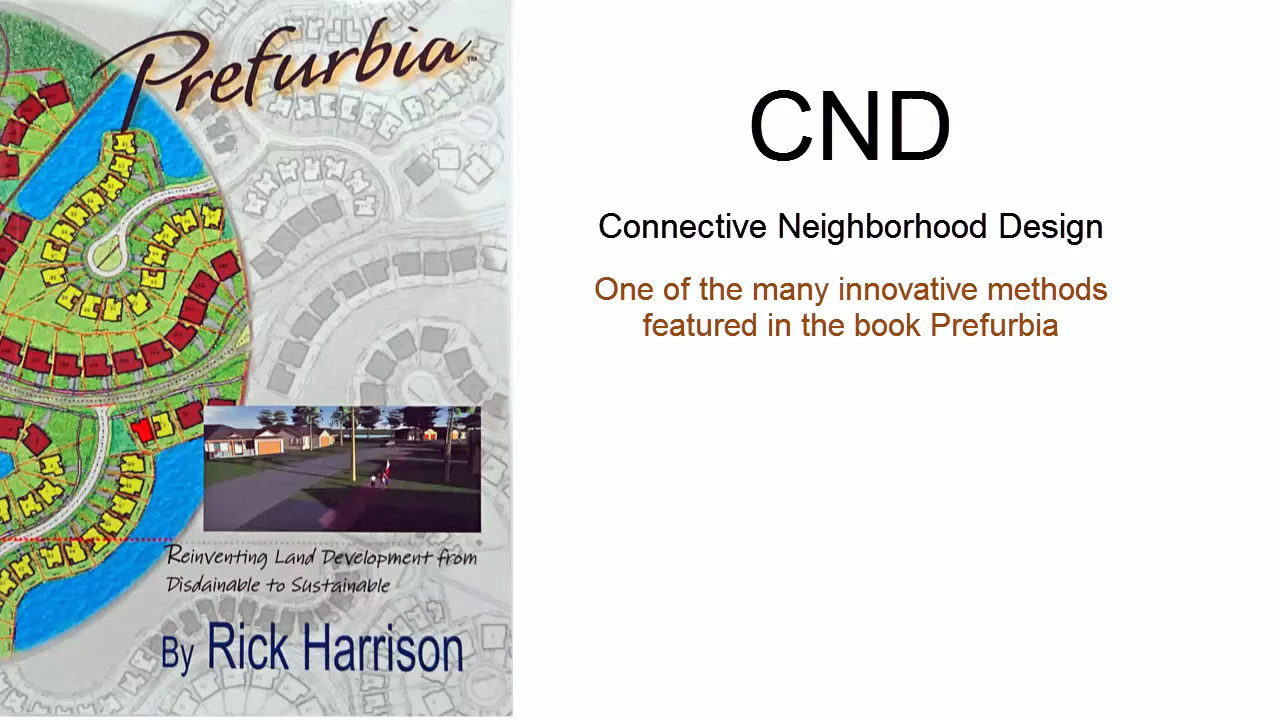 Prefurbia™
Reinventing Land Development from
Disdainable to Sustainable
By Rick Harrison
CND
Connective Neighborhood Design
One of the many innovative methods
featured in the book Prefurbia